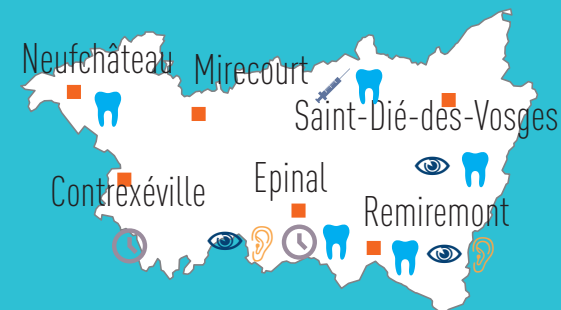 Neufchâteau
Mirecourt
Saint-Dié-des-Vosges
Contrexéville
Epinal
Remiremont